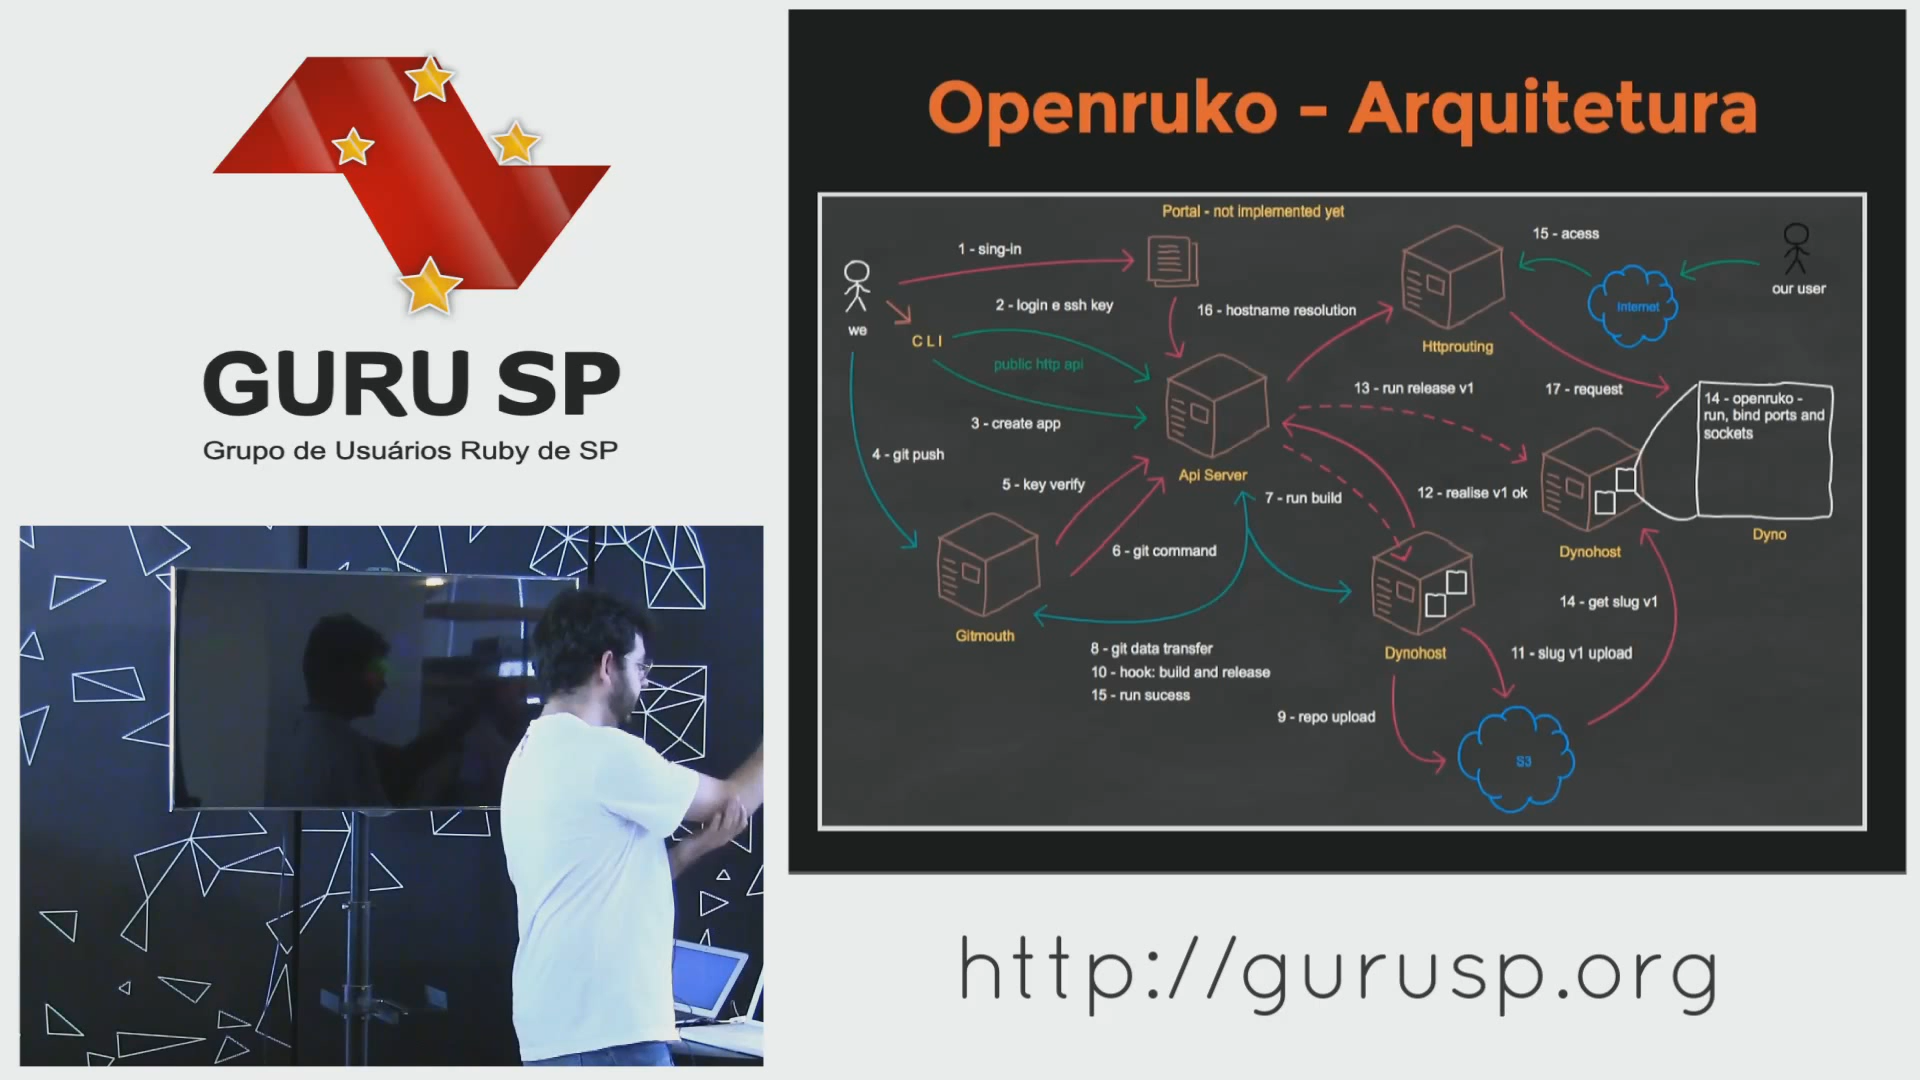 GURU SP
Grupo de Usuários Ruby de SP
Openruko - Arquitetura
Portal - not implemented yet
1 - sing-in
15 - acess
we
2 - login e ssh key
16 - hostname resolution
Internet
our user
CLI
public http api
Httprouting
13 - run release v1
17 - request
14 - openruko -
run, bind ports and
sockets
3 - create app
4 - git push
5 - key verify
Api Server
7 - run build
12 - realise v1 ok
6 - git command
Dynohost
Dyno
14 - get slug v1
Gitmouth
8 - git data transfer
10 - hook: build and release
15 - run sucess
Dynohost
11 - slug v1 upload
9 - repo upload
S3
http://gurusp.org